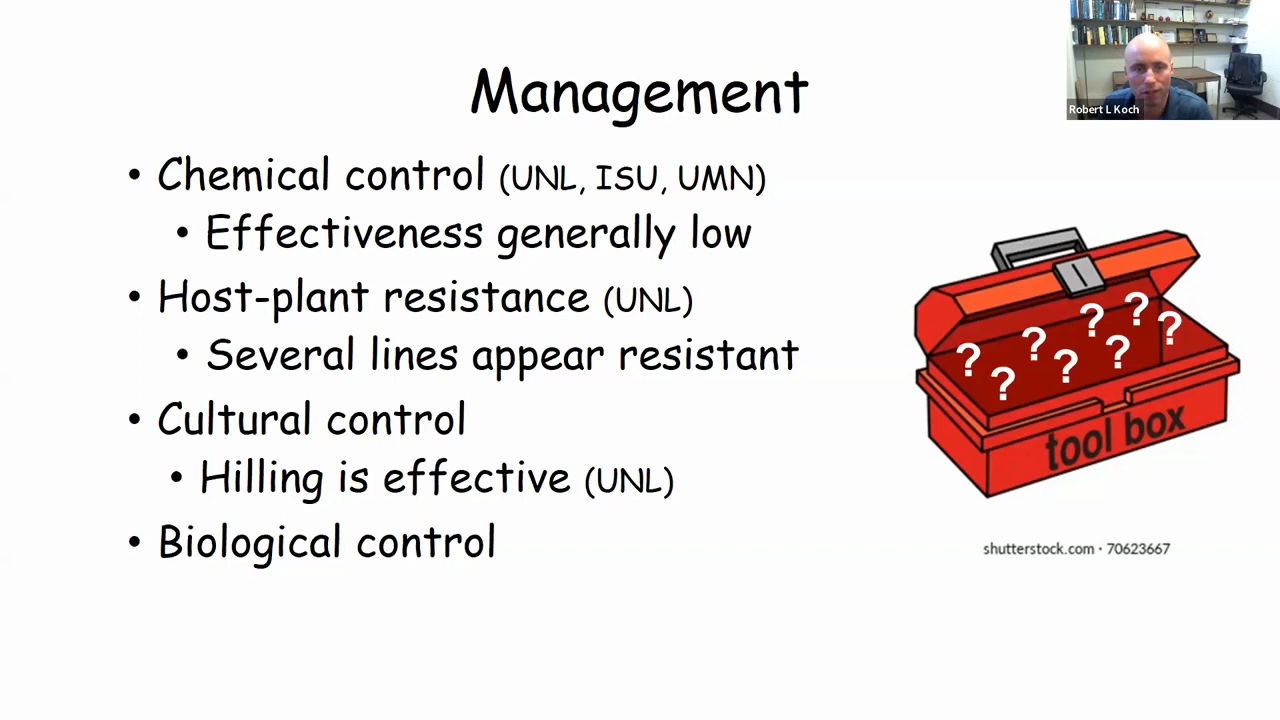 Management
Robert L Koch
• Chemical control (UNL, ISU, UMN)
• Effectiveness generally low
• Host-plant resistance (UNL)
• Several lines appear resistant
• Cultural control
• Hilling is effective (UNL)
• Biological control
? ? ? ? ? ? ? ?
tool box
shutterstock.com · 70623667